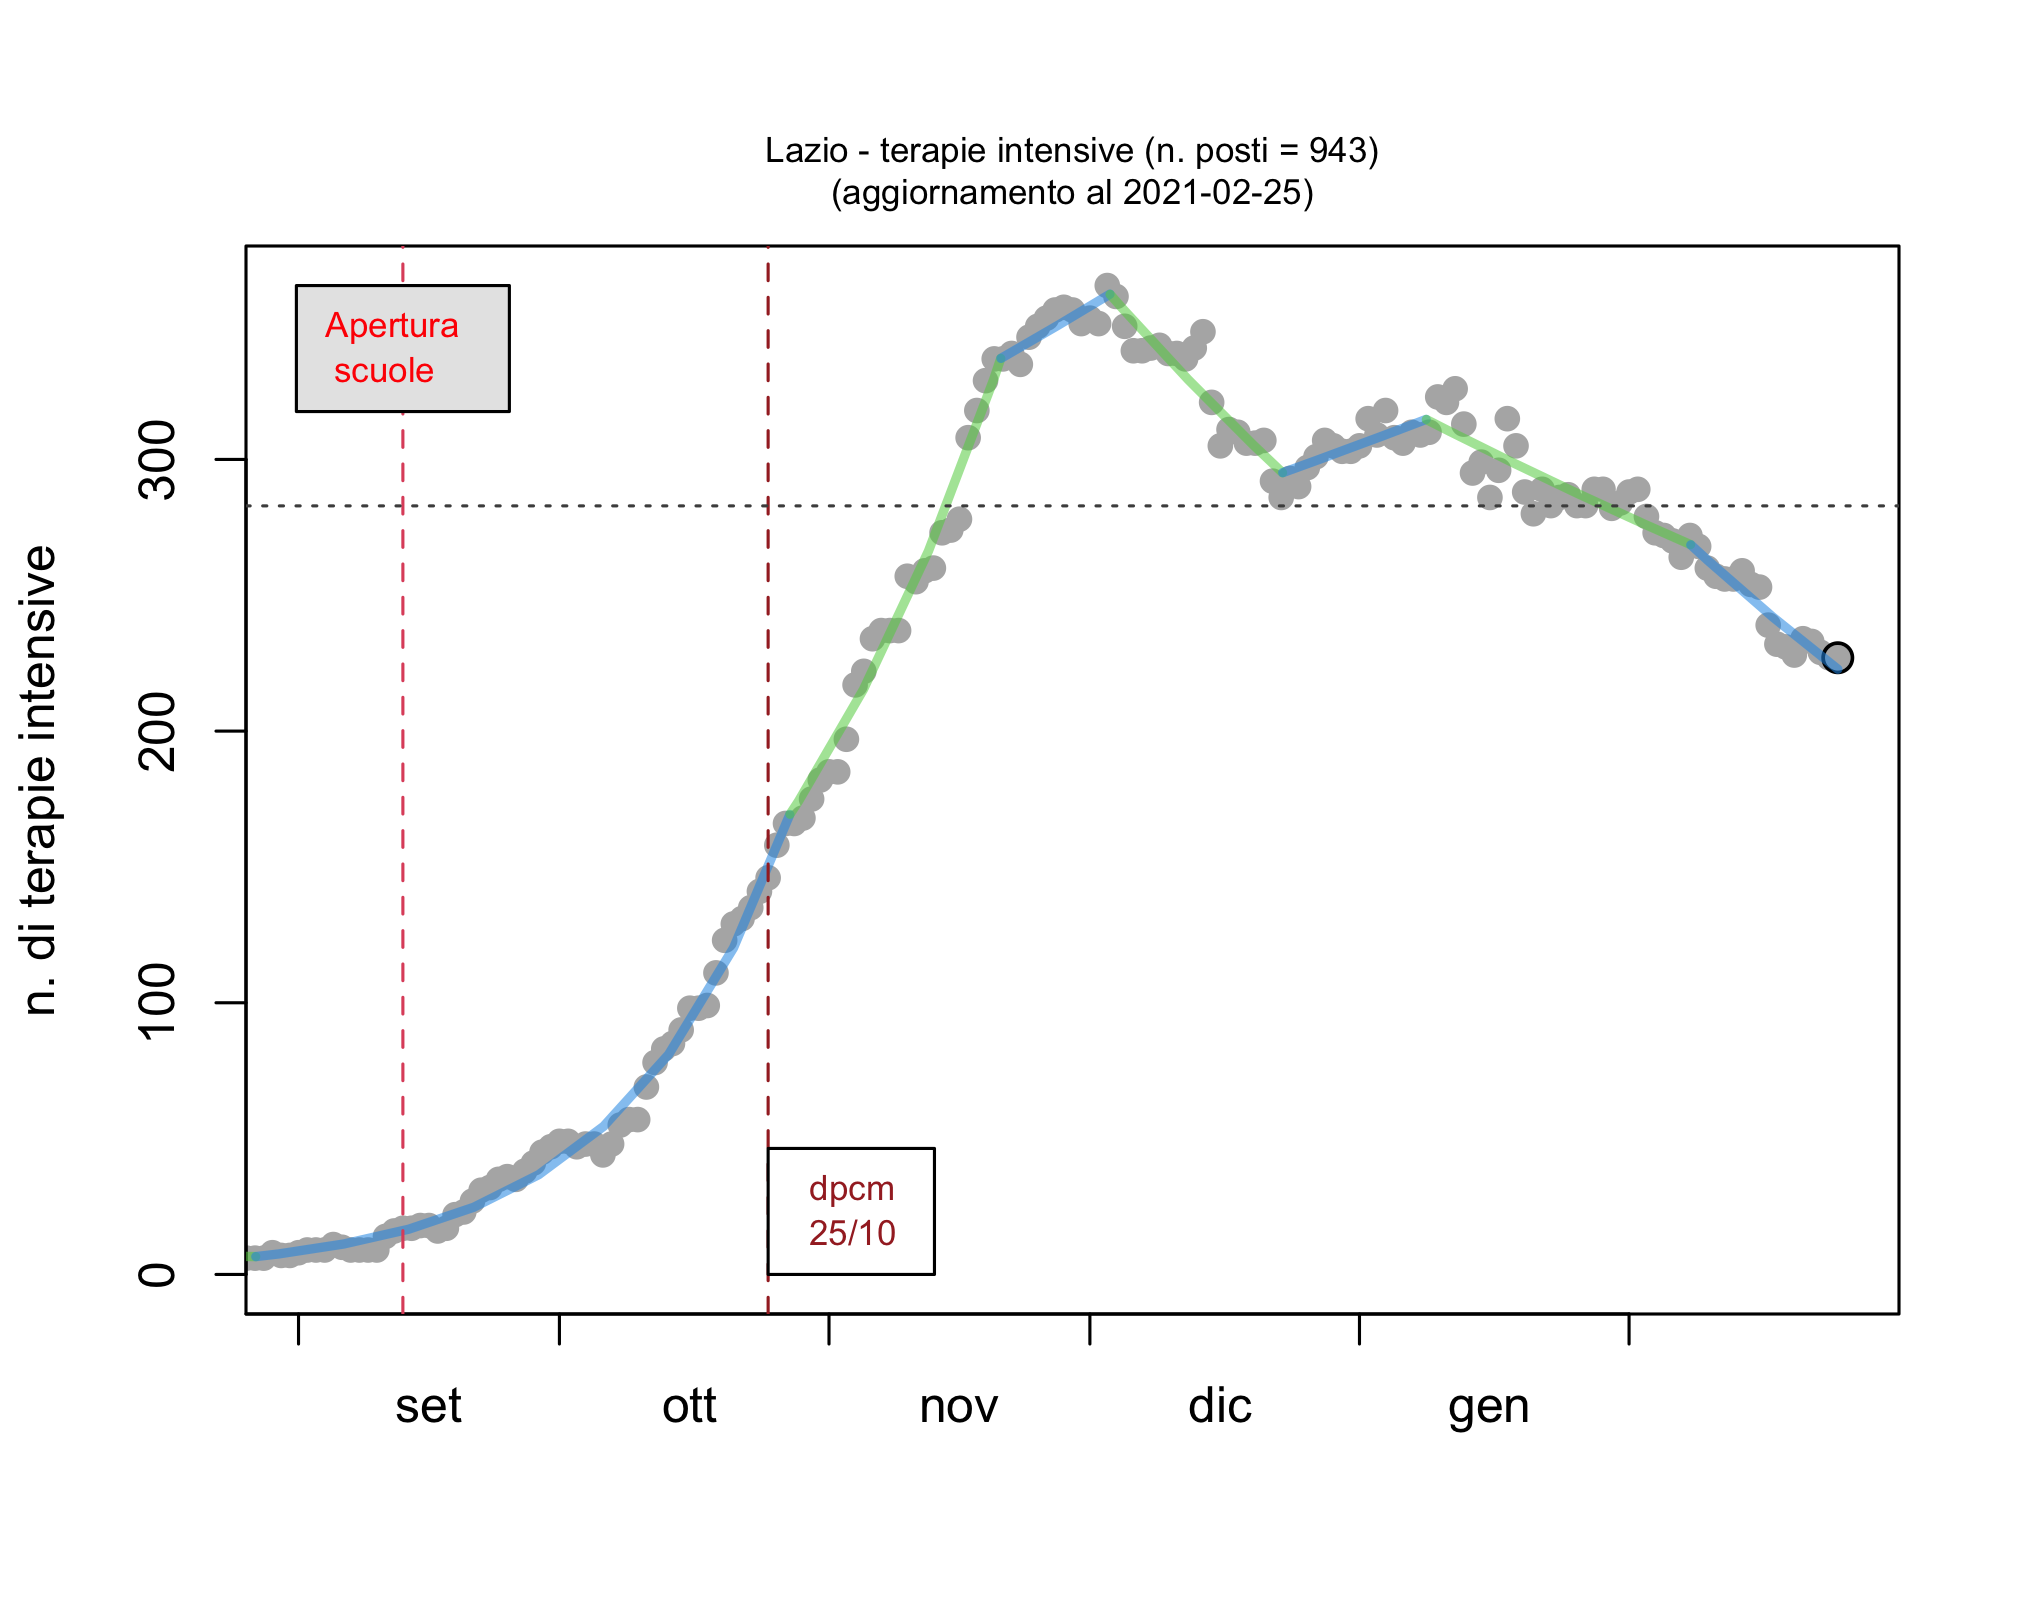 Lazio - terapie intensive (n. posti = 943)
(aggiornamento al 2021-02-25)
Apertura
scuole
n. di terapie intensive
300
200
100
0
dpcm
25/10
set
ott
nov
dic
gen